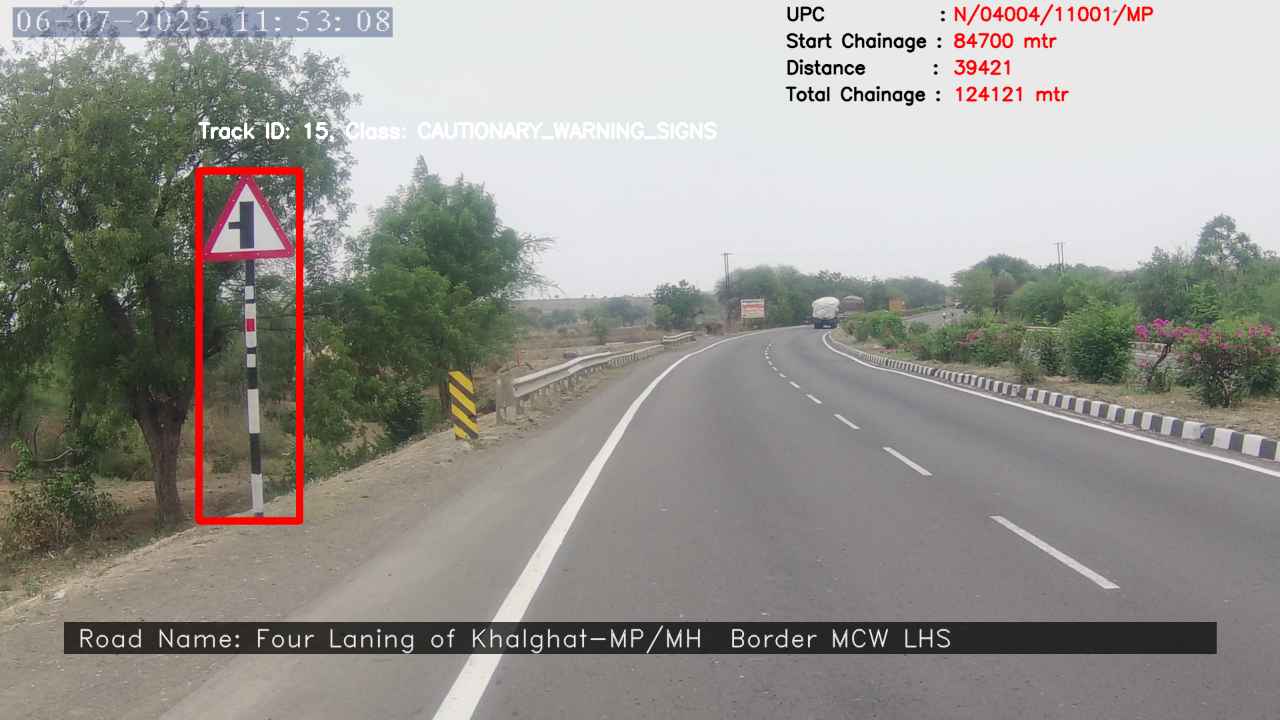 06-07-2025 11:53:08
UPC : N/04004/11001/MP
Start Chainage : 84700 mtr
Distance : 39421
Total Chainage : 124121 mtr
Track ID: 15, Class: CAUTIONARY_WARNING_SIGNS
Road Name: Four Laning of Khalghat-MP/MH Border MCW LHS